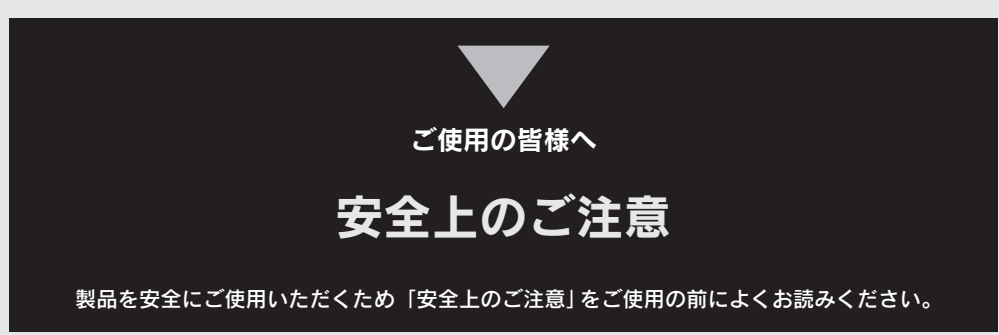 ご使用の皆様へ
安全上のご注意
製品を安全にご使用いただくため「安全上のご注意」をご使用の前によくお読みください。